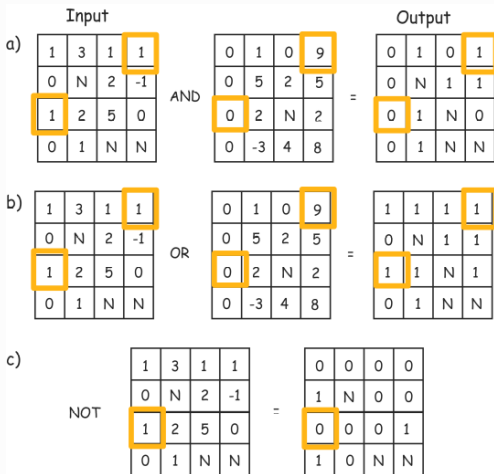 Input Output
a)
1 3 1 1 0 1 0 9 0 1 0 1
0 N 2 -1 0 5 2 5 0 N 1 1
AND =
1 2 5 0 0 2 N 2 0 1 N 0
0 1 N N 0 -3 4 8 0 1 N N
b)
1 3 1 1 0 1 0 9 1 1 1 1
0 N 2 -1 0 5 2 5 0 N 1 1
OR =
1 2 5 0 0 2 N 2 1 1 N 1
0 1 N N 0 -3 4 8 0 1 N N
c)
1 3 1 1 0 0 0 0
0 N 2 -1 1 N 0 0
NOT =
1 2 5 0 0 0 0 1
0 1 N N 1 0 N N